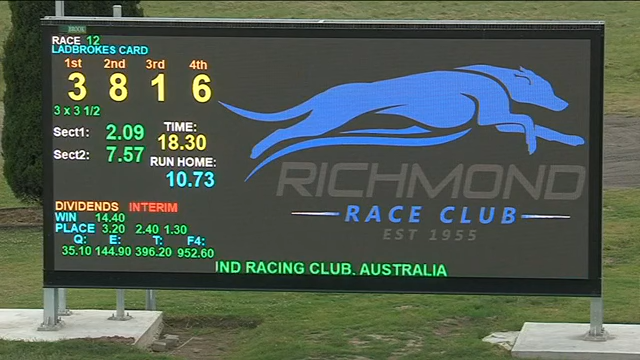 BROOK
RACE 12
LADBROKES CARD
1st 2nd 3rd 4th
3 8 1 6
3 x 3 1/2
Sect1: 2.09 TIME:
18.30
Sect2: 7.57 RUN HOME:
10.73
DIVIDENDS INTERIM
WIN 14.40
PLACE 3.20 2.40 1.30
Q: E: T: F4:
35.10 144.90 396.20 952.60
RICHMOND
RACE CLUB
EST 1955
IND RACING CLUB. AUSTRALIA